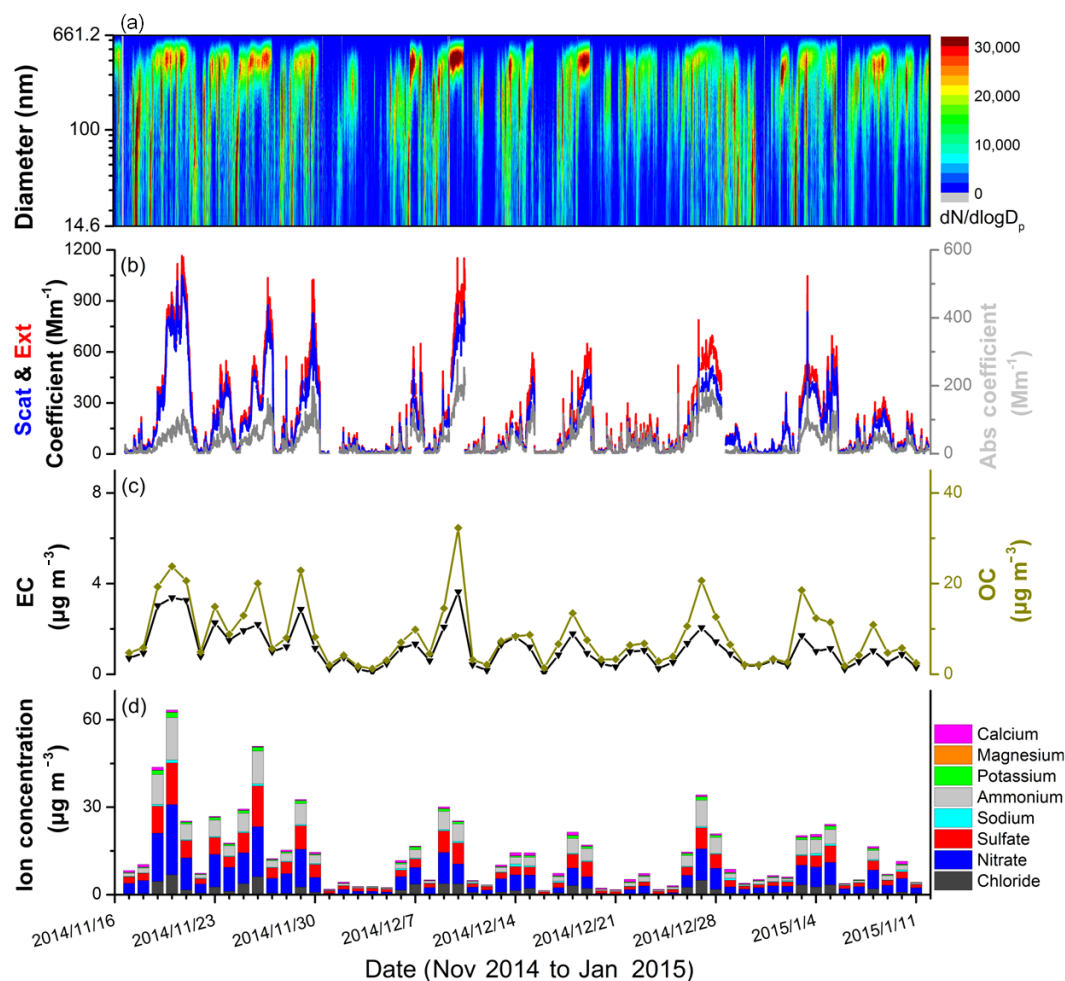 (a)
661.2
100
14.6
Diameter (nm)
30,000
20,000
10,000
0
dN/dlogDp
(b)
1200
900
600
300
0
Scat & Ext
Coefficient (Mm-1)
600
400
200
0
Abs coefficient
(Mm-1)
(c)
8
4
0
EC
(μg m-3)
40
20
0
OC
(μg m-3)
(d)
60
30
0
Ion concentration
(μg m-3)
Calcium
Magnesium
Potassium
Ammonium
Sodium
Sulfate
Nitrate
Chloride
2014/11/16
2014/11/23
2014/11/30
2014/12/7
2014/12/14
2014/12/21
2014/12/28
2015/1/4
2015/1/11
Date (Nov 2014 to Jan 2015)